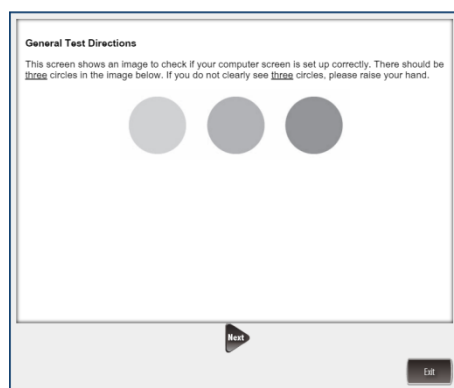 General Test Directions
This screen shows an image to check if your computer screen is set up correctly. There should be
three circles in the image below. If you do not clearly see three circles, please raise your hand.
Next
Exit